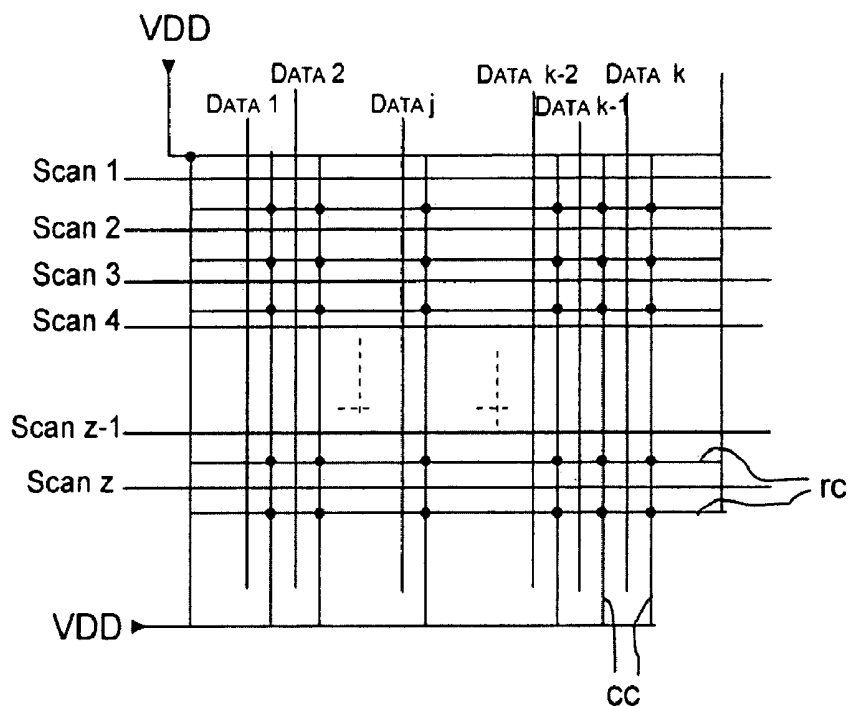 VDD
DATA 1
DATA 2
DATA j
DATA k-2
DATA k-1
DATA k
Scan 1
Scan 2
Scan 3
Scan 4
Scan z-1
Scan z
rc
VDD
cc